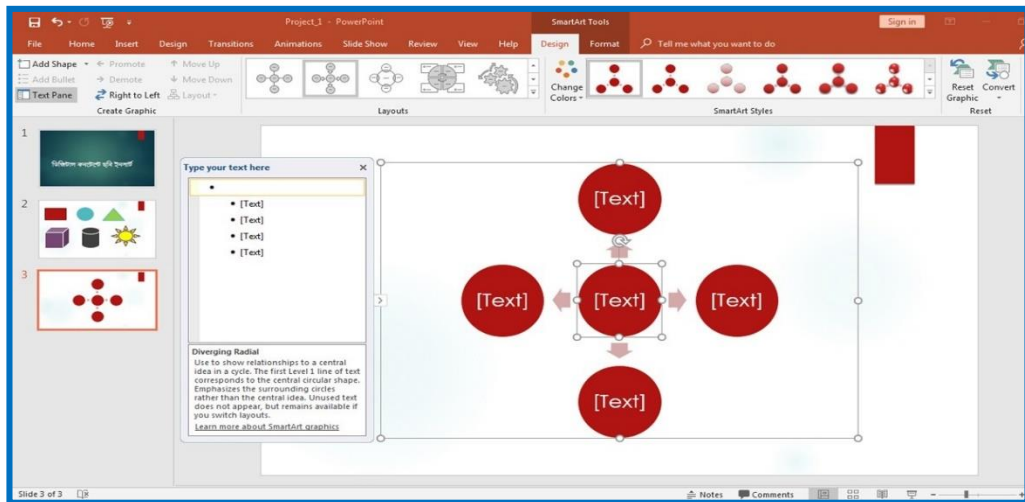 Project_1 - PowerPoint
SmartArt Tools
Sign in
File Home Insert Design Transitions Animations Slide Show Review View Help Design Format Tell me what you want to do
Add Shape
Promote
Move Up
Add Bullet
Demote
Move Down
Text Pane
Right to Left
Layout
Create Graphic
Layouts
Change
Colors
SmartArt Styles
Reset
Graphic
Convert
Reset
1
ডিজিটাল কনটেন্টে ছবি ইনসার্ট
2
3
Type your text here
[Text]
[Text]
[Text]
[Text]
Diverging Radial
Use to show relationships to a central
idea in a cycle. The first Level 1 line of text
corresponds to the central circular shape.
Emphasizes the surrounding circles
rather than the central idea. Unused text
does not appear, but remains available if
you switch layouts.
Learn more about SmartArt graphics
[Text]
[Text] [Text] [Text]
[Text]
Slide 3 of 3
Notes Comments